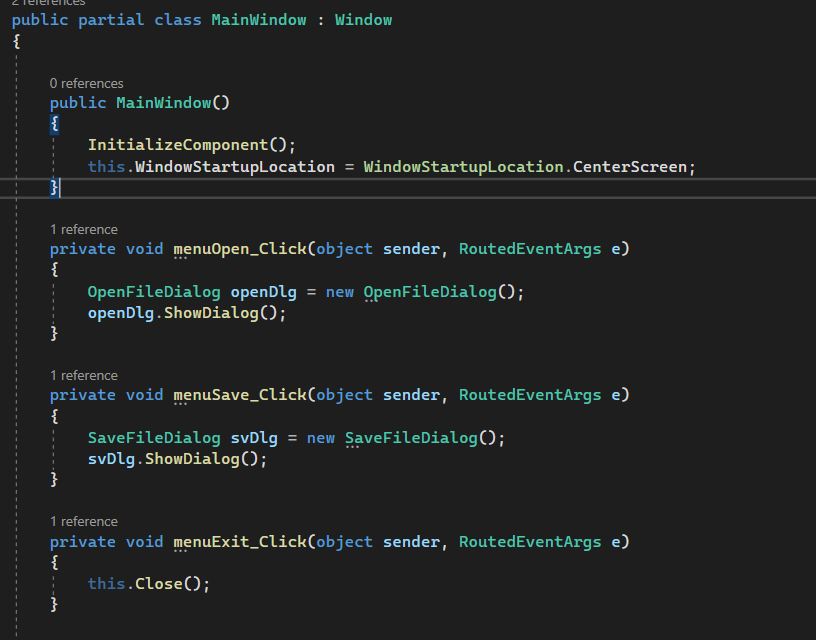 2 references
public partial class MainWindow : Window
{
0 references
public MainWindow()
{
InitializeComponent();
this.WindowStartupLocation = WindowStartupLocation.CenterScreen;
}
1 reference
private void menuOpen_Click(object sender, RoutedEventArgs e)
{
OpenFileDialog openDlg = new OpenFileDialog();
openDlg.ShowDialog();
}
1 reference
private void menuSave_Click(object sender, RoutedEventArgs e)
{
SaveFileDialog svDlg = new SaveFileDialog();
svDlg.ShowDialog();
}
1 reference
private void menuExit_Click(object sender, RoutedEventArgs e)
{
this.Close();
}